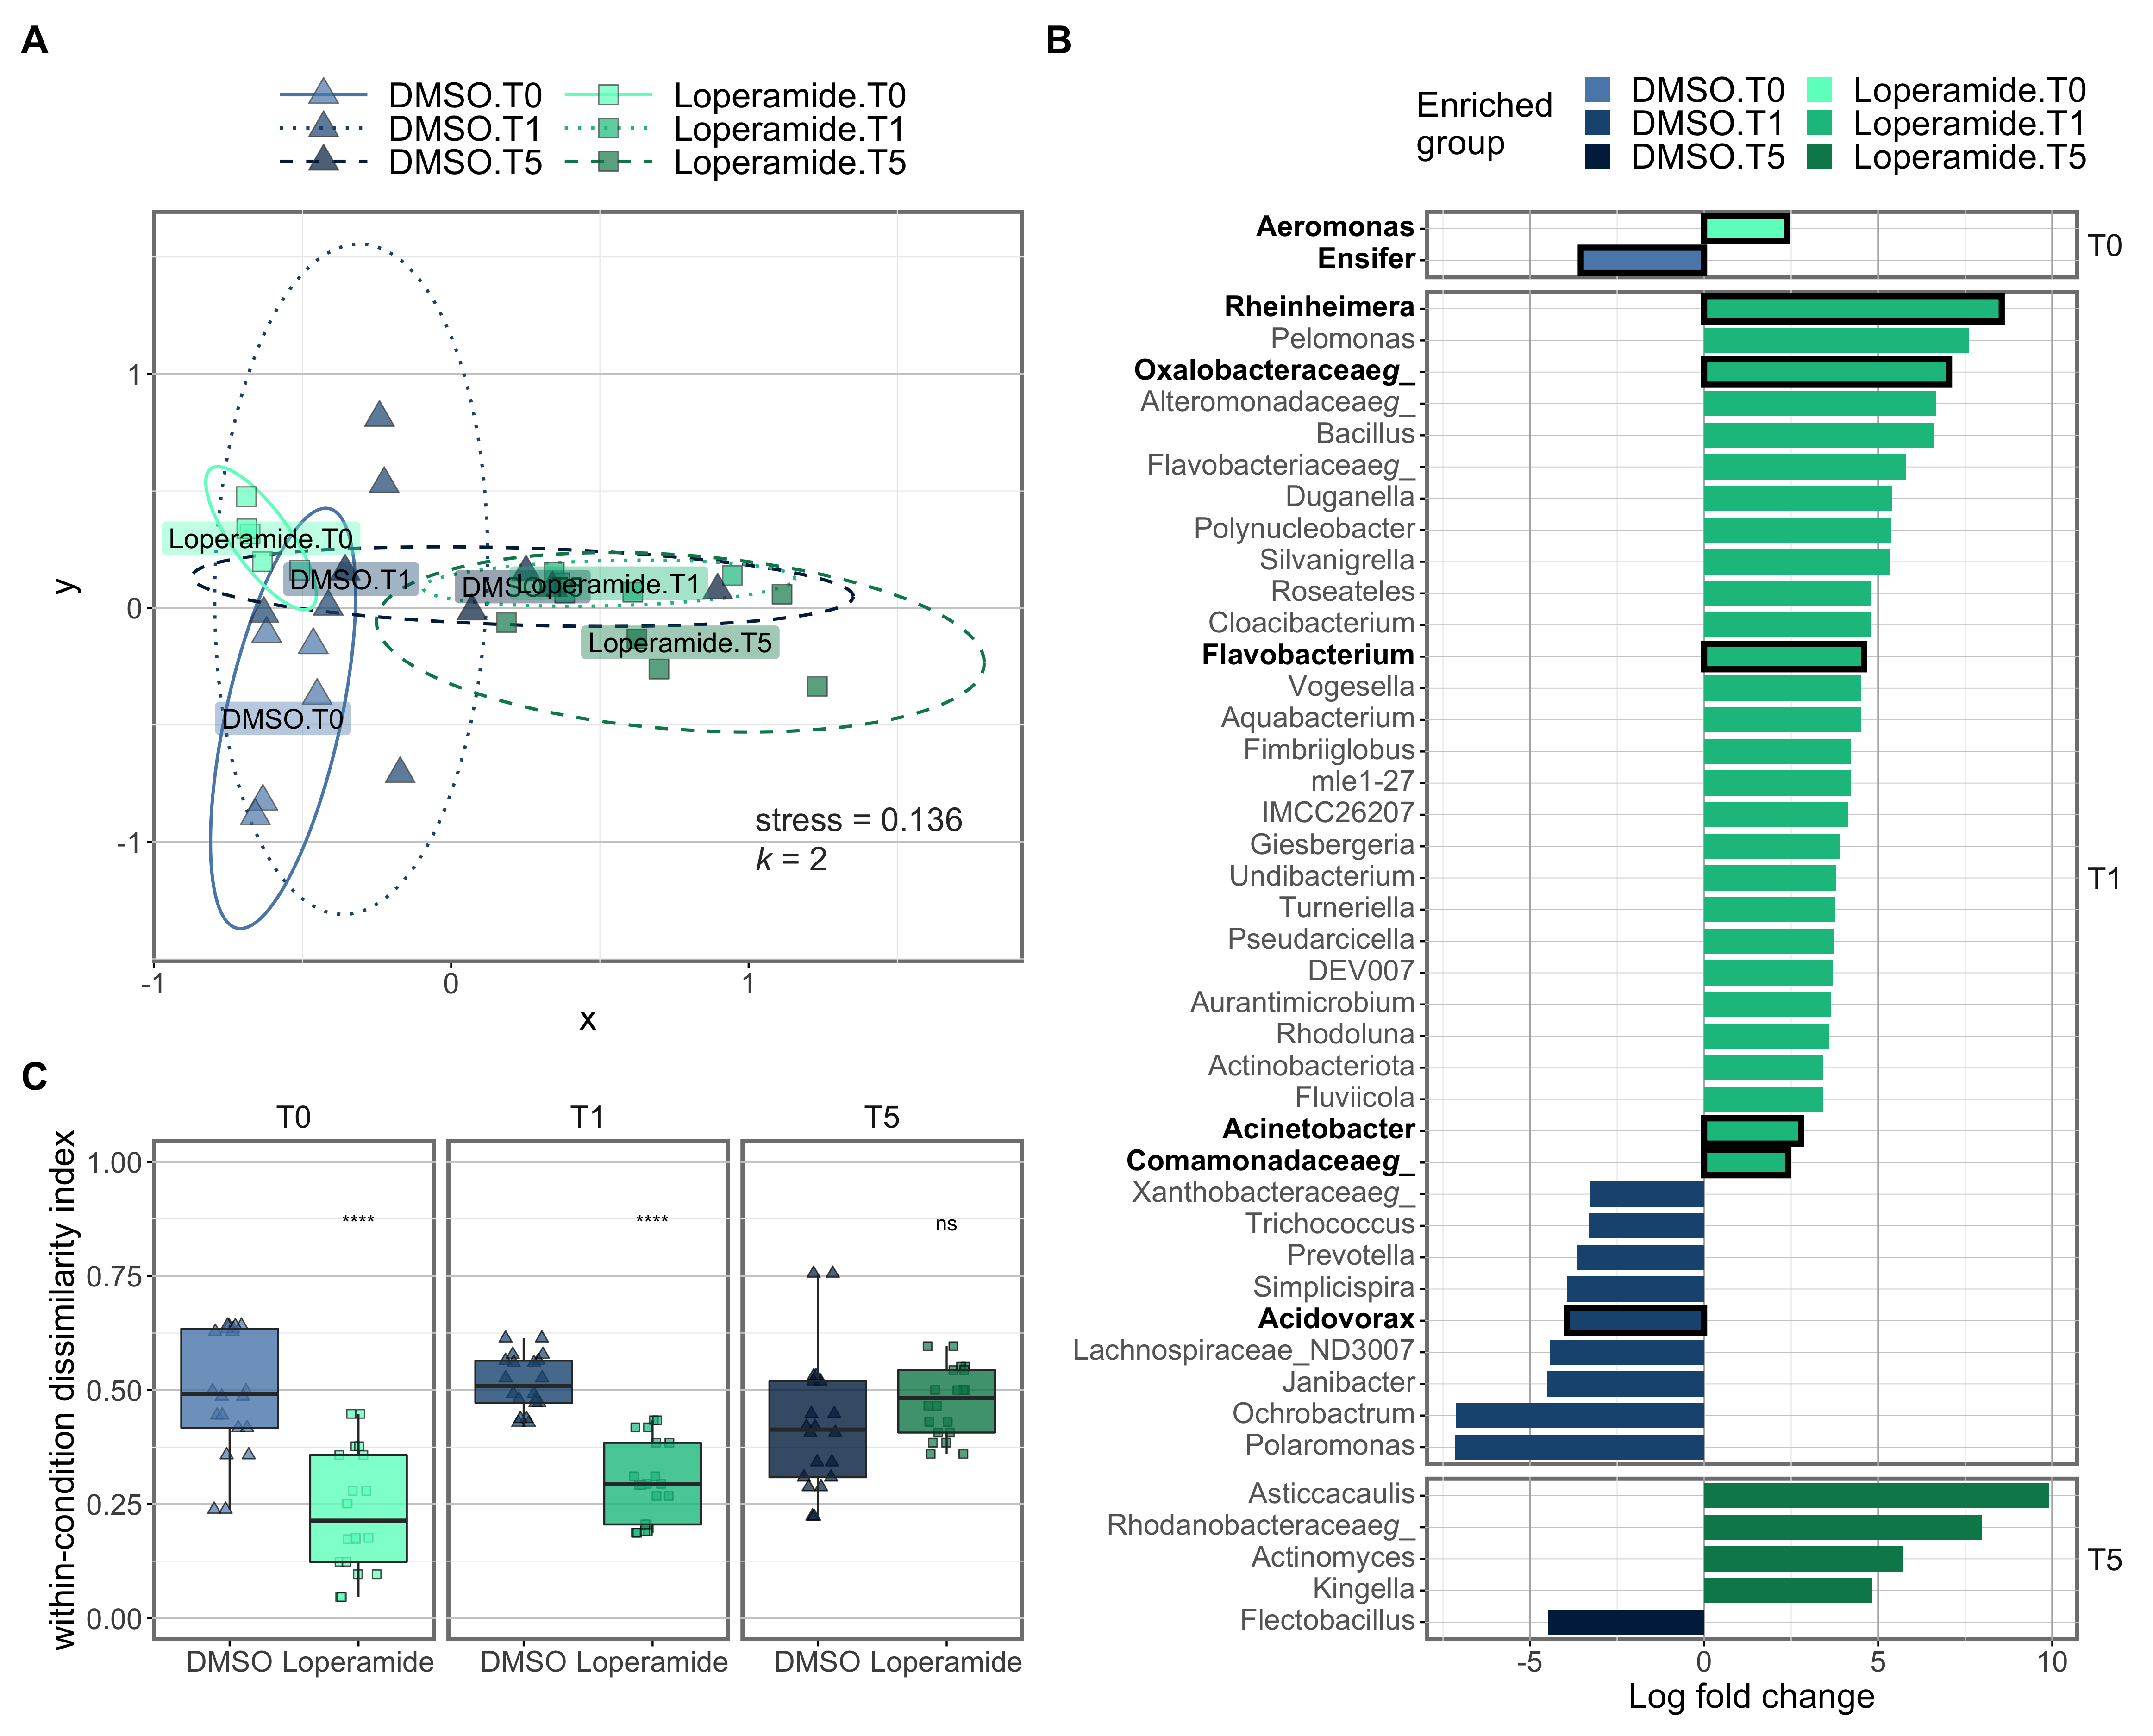 A
DMSO.T0 Loperamide.T0
DMSO.T1 Loperamide.T1
DMSO.T5 Loperamide.T5
y
1
0
-1
Loperamide.T0
DMSO.T1
Loperamide.T1
Loperamide.T5
DMSO.T0
stress = 0.136
k = 2
-1 0 1
x
B
Enriched
group
DMSO.T0 Loperamide.T0
DMSO.T1 Loperamide.T1
DMSO.T5 Loperamide.T5
Aeromonas
Ensifer
T0
Rheinheimera
Pelomonas
Oxalobacteraceaeg_
Alteromonadaceaeg_
Bacillus
Flavobacteriaceaeg_
Duganella
Polynucleobacter
Silvanigrella
Roseateles
Cloacibacterium
Flavobacterium
Vogesella
Aquabacterium
Fimbriiglobus
mle1-27
IMCC26207
Giesbergeria
Undibacterium
Turneriella
Pseudarcicella
DEV007
Aurantimicrobium
Rhodoluna
Actinobacteriota
Fluviicola
Acinetobacter
Comamonadaceaeg_
Xanthobacteraceaeg_
Trichococcus
Prevotella
Simplicispira
Acidovorax
Lachnospiraceae_ND3007
Janibacter
Ochrobactrum
Polaromonas
T1
Asticcacaulis
Rhodanobacteraceaeg_
Actinomyces
Kingella
Flectobacillus
T5
-5 0 5 10
Log fold change
C
within-condition dissimilarity index
T0 T1 T5
1.00
0.75
0.50
0.25
0.00
**** **** ns
DMSO Loperamide DMSO Loperamide DMSO Loperamide